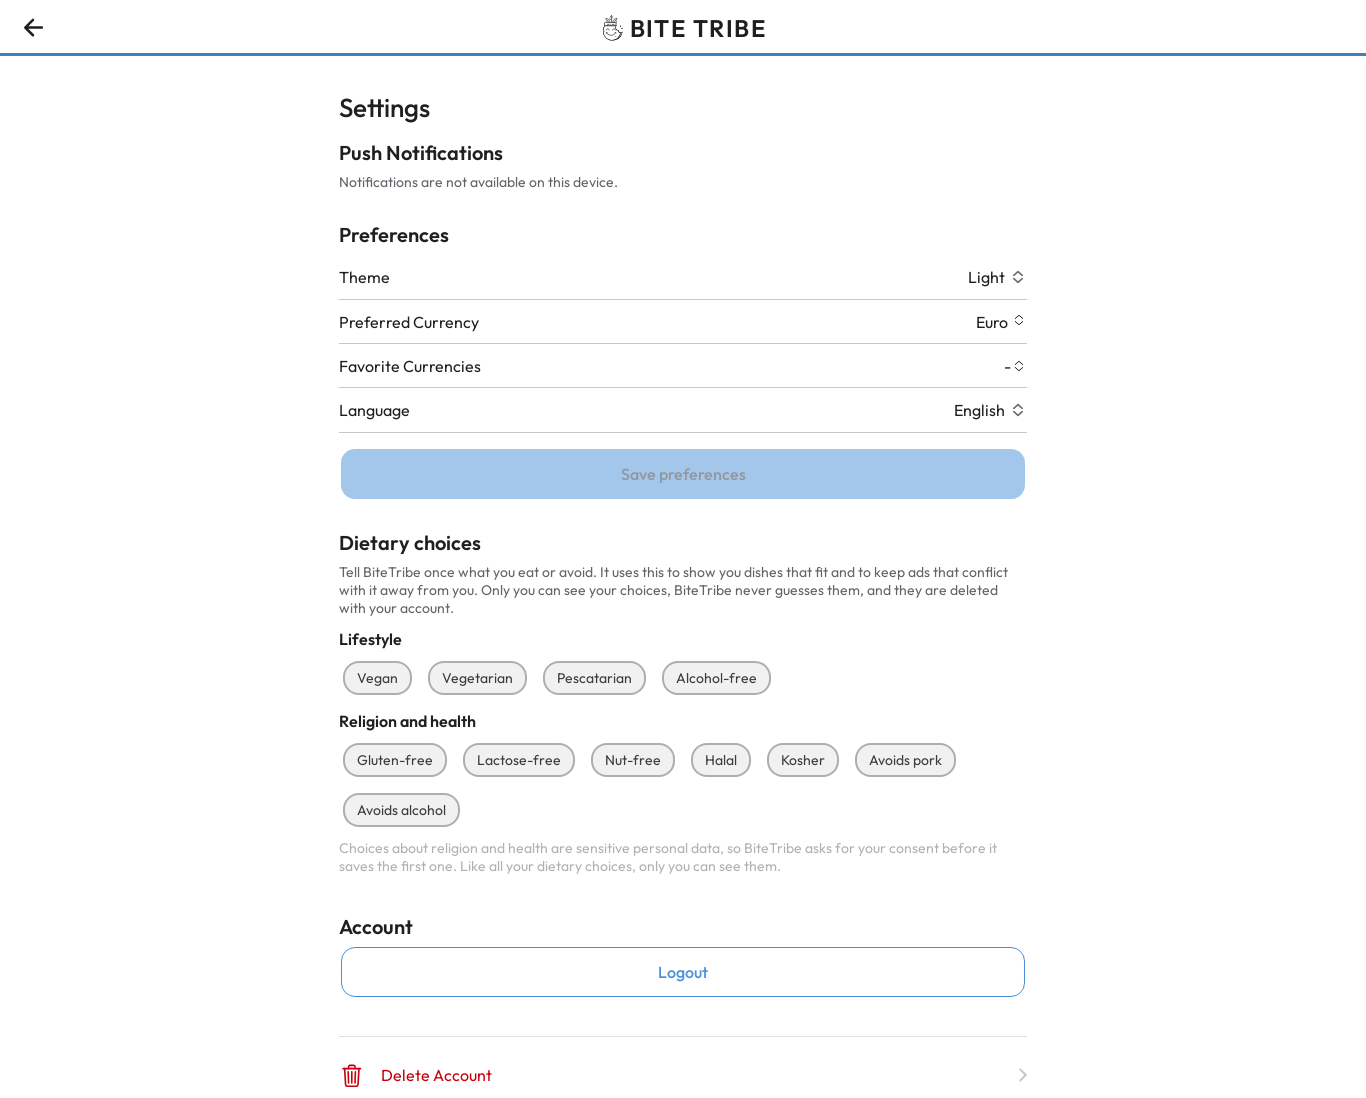 BITE TRIBE
Settings
Push Notifications
Notifications are not available on this device.
Preferences
Theme
Light
Preferred Currency
Euro
Favorite Currencies
-
Language
English
Save preferences
Dietary choices
Tell BiteTribe once what you eat or avoid. It uses this to show you dishes that fit and to keep ads that conflict
with it away from you. Only you can see your choices, BiteTribe never guesses them, and they are deleted
with your account.
Lifestyle
Vegan
Vegetarian
Pescatarian
Alcohol-free
Religion and health
Gluten-free
Lactose-free
Nut-free
Halal
Kosher
Avoids pork
Avoids alcohol
Choices about religion and health are sensitive personal data, so BiteTribe asks for your consent before it
saves the first one. Like all your dietary choices, only you can see them.
Account
Logout
Delete Account